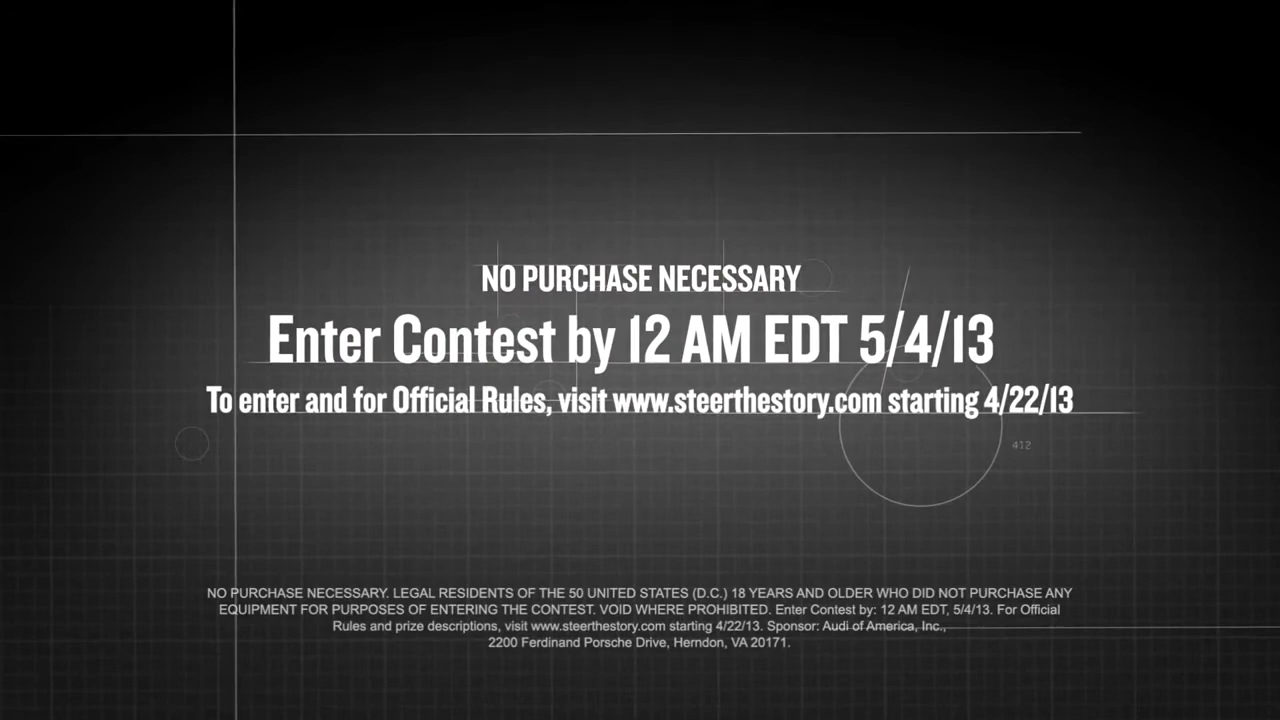 NO PURCHASE NECESSARY
Enter Contest by 12 AM EDT 5/4/13
To enter and for Official Rules, visit www.steerthestory.com starting 4/22/13
412
NO PURCHASE NECESSARY. LEGAL RESIDENTS OF THE 50 UNITED STATES (D.C.) 18 YEARS AND OLDER WHO DID NOT PURCHASE ANY
EQUIPMENT FOR PURPOSES OF ENTERING THE CONTEST. VOID WHERE PROHIBITED. Enter Contest by: 12 AM EDT, 5/4/13. For Official
Rules and prize descriptions, visit www.steerthestory.com starting 4/22/13. Sponsor: Audi of America, Inc.,
2200 Ferdinand Porsche Drive, Herndon, VA 20171.